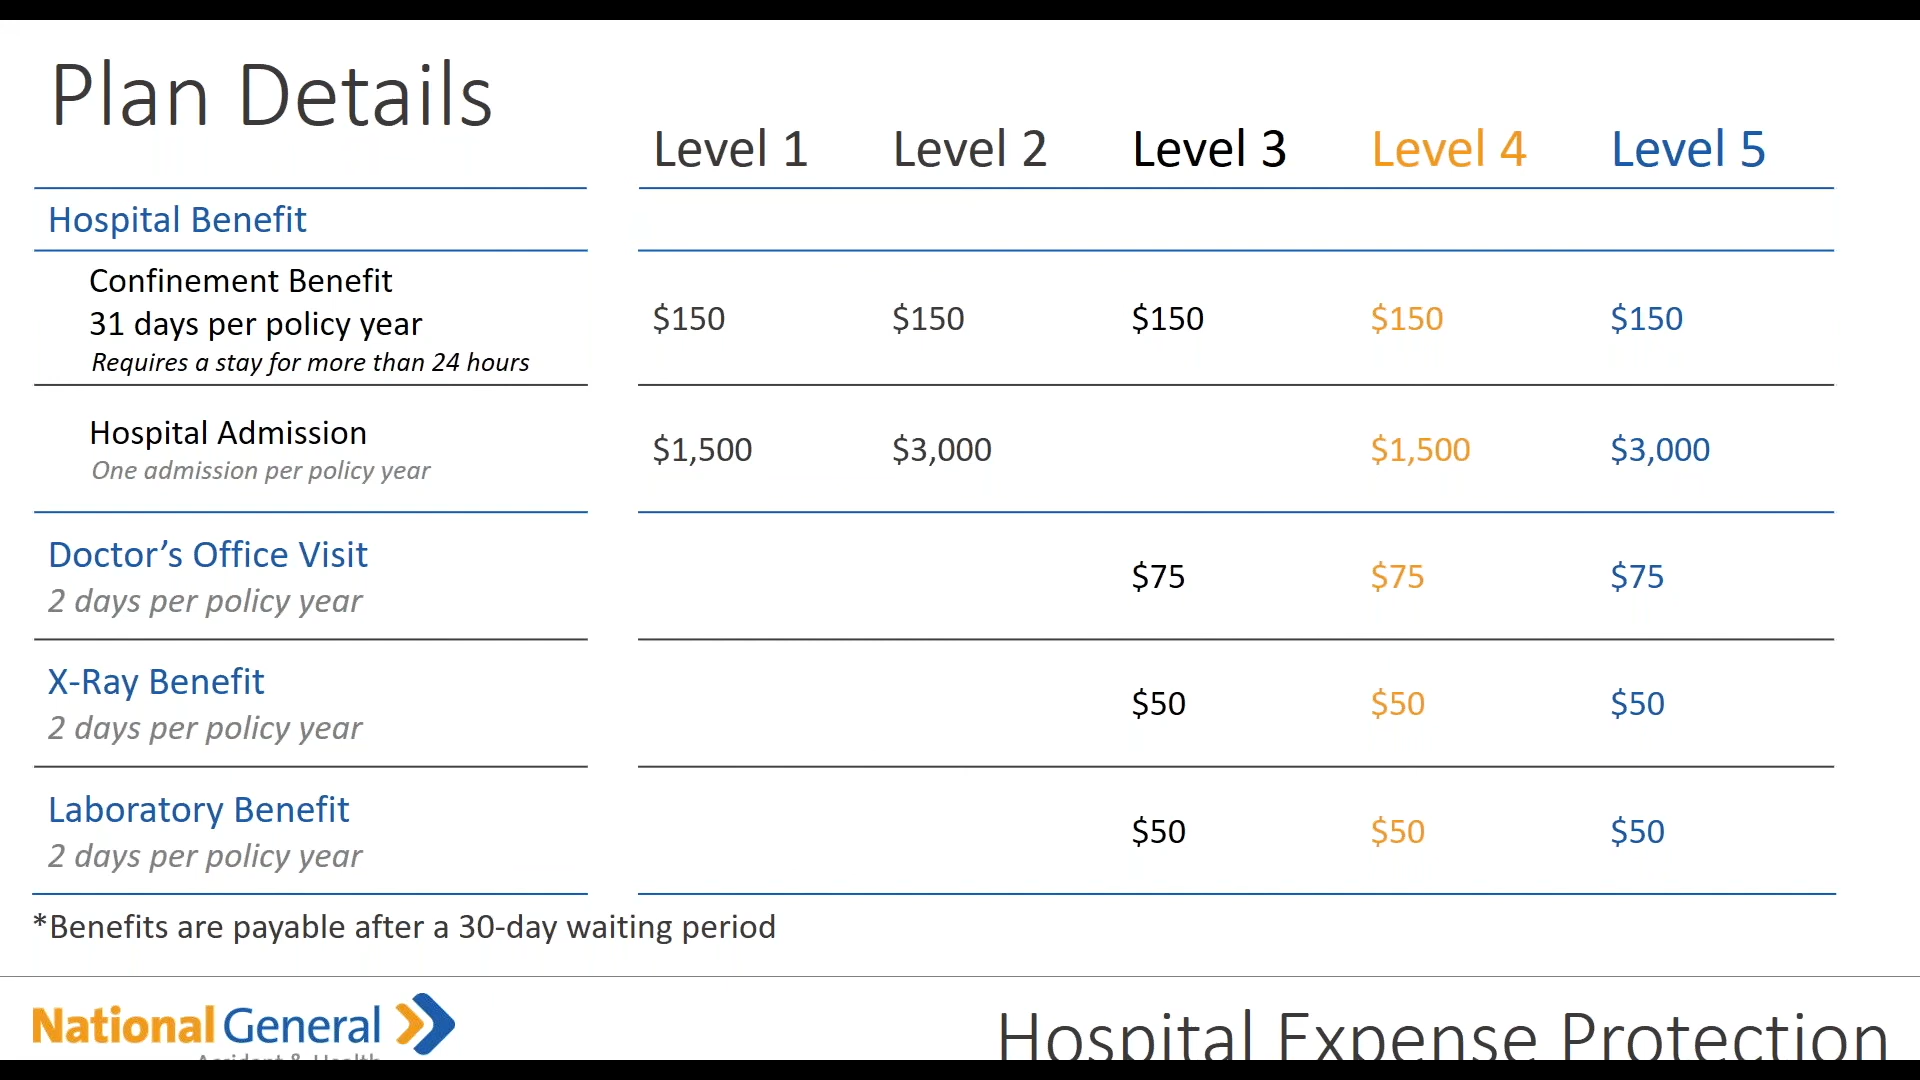 Plan Details
Level 1 Level 2 Level 3 Level 4 Level 5
Hospital Benefit
Confinement Benefit
31 days per policy year
Requires a stay for more than 24 hours
$150 $150 $150 $150 $150
Hospital Admission
One admission per policy year
$1,500 $3,000 $1,500 $3,000
Doctor’s Office Visit
2 days per policy year
$75 $75 $75
X-Ray Benefit
2 days per policy year
$50 $50 $50
Laboratory Benefit
2 days per policy year
$50 $50 $50
*Benefits are payable after a 30-day waiting period
National General
Accident & Health
Hospital Expense Protection